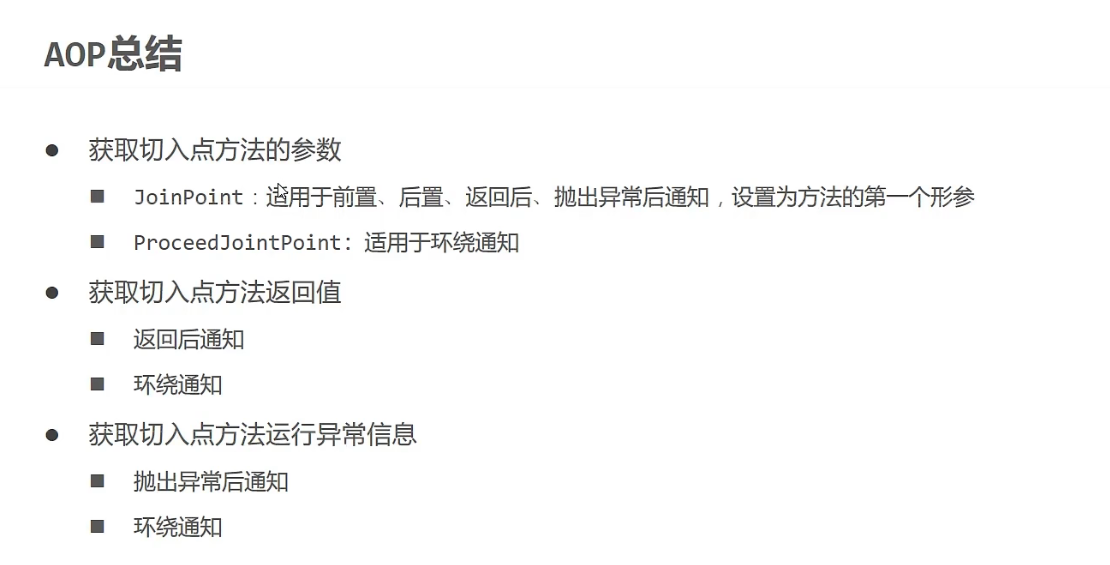 AOP总结
● 获取切入点方法的参数
■ JoinPoint：适用于前置、后置、返回后、抛出异常后通知，设置为方法的第一个形参
■ ProceedJointPoint：适用于环绕通知
● 获取切入点方法返回值
■ 返回后通知
■ 环绕通知
● 获取切入点方法运行异常信息
■ 抛出异常后通知
■ 环绕通知